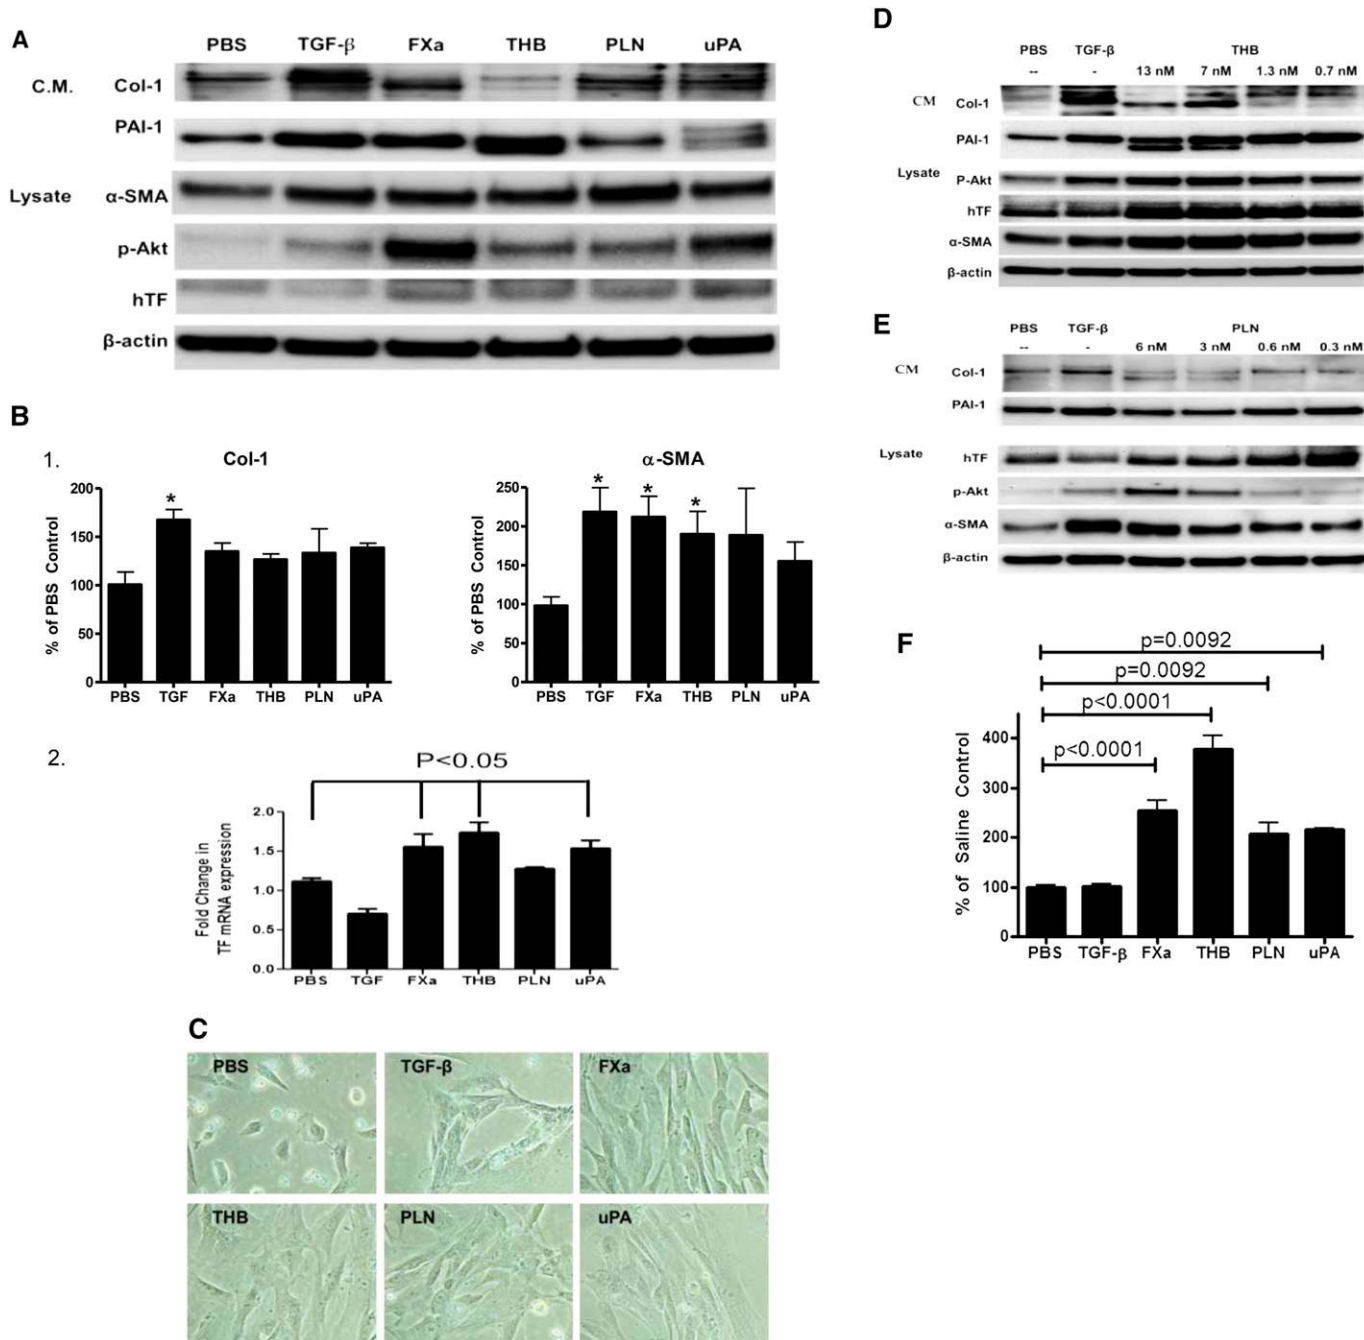 A
PBS TGF-β FXa THB PLN uPA
C.M. Col-1
PAI-1
Lysate α-SMA
p-Akt
hTF
β-actin
B
1.
Col-1
% of PBS Control
200
150
100
50
0
PBS TGF FXa THB PLN uPA
*
α-SMA
% of PBS Control
250
200
150
100
50
0
PBS TGF FXa THB PLN uPA
* * *
2.
P<0.05
Fold Change in
TF mRNA expression
2.0
1.5
1.0
0.5
0.0
PBS TGF FXa THB PLN uPA
C
PBS TGF-β FXa
THB PLN uPA
D
PBS TGF-β THB
-- - 13 nM 7 nM 1.3 nM 0.7 nM
CM Col-1
PAI-1
Lysate
P-Akt
hTF
α-SMA
β-actin
E
PBS TGF-β PLN
-- - 6 nM 3 nM 0.6 nM 0.3 nM
CM Col-1
PAI-1
Lysate hTF
p-Akt
α-SMA
β-actin
F
p=0.0092
p=0.0092
p<0.0001
p<0.0001
% of Saline Control
400
300
200
100
0
PBS TGF-β FXa THB PLN uPA